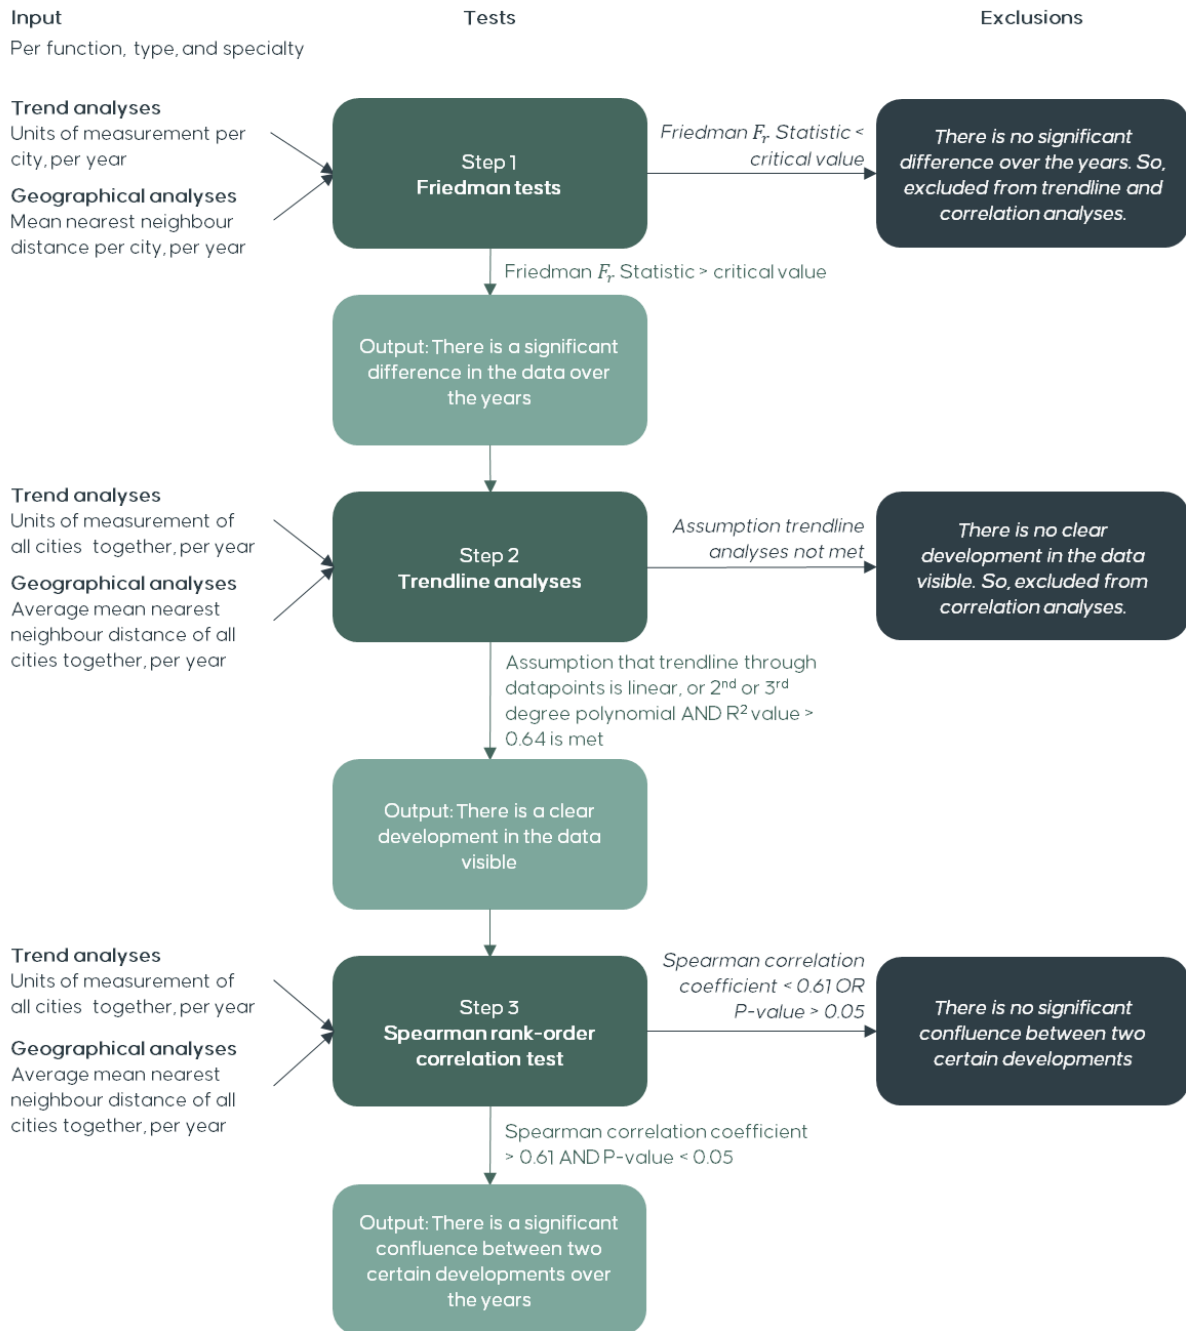 Input
Tests
Exclusions
Per function, type, and specialty
Trend analyses
Units of measurement per
city, per year
Geographical analyses
Mean nearest neighbour
distance per city, per year
Step 1
Friedman tests
Friedman Fr Statistic <
critical value
There is no significant
difference over the years. So,
excluded from trendline and
correlation analyses.
Friedman Fr Statistic > critical value
Output: There is a significant
difference in the data over
the years
Trend analyses
Units of measurement of
all cities together, per year
Geographical analyses
Average mean nearest
neighbour distance of all
cities together, per year
Step 2
Trendline analyses
Assumption trendline
analyses not met
There is no clear
development in the data
visible. So, excluded from
correlation analyses.
Assumption that trendline through
datapoints is linear, or 2nd or 3rd
degree polynomial AND R² value >
0.64 is met
Output: There is a clear
development in the data
visible
Trend analyses
Units of measurement of
all cities together, per year
Geographical analyses
Average mean nearest
neighbour distance of all
cities together, per year
Step 3
Spearman rank-order
correlation test
Spearman correlation
coefficient < 0.61 OR
P-value > 0.05
There is no significant
confluence between two
certain developments
Spearman correlation coefficient
> 0.61 AND P-value < 0.05
Output: There is a significant
confluence between two
certain developments over
the years